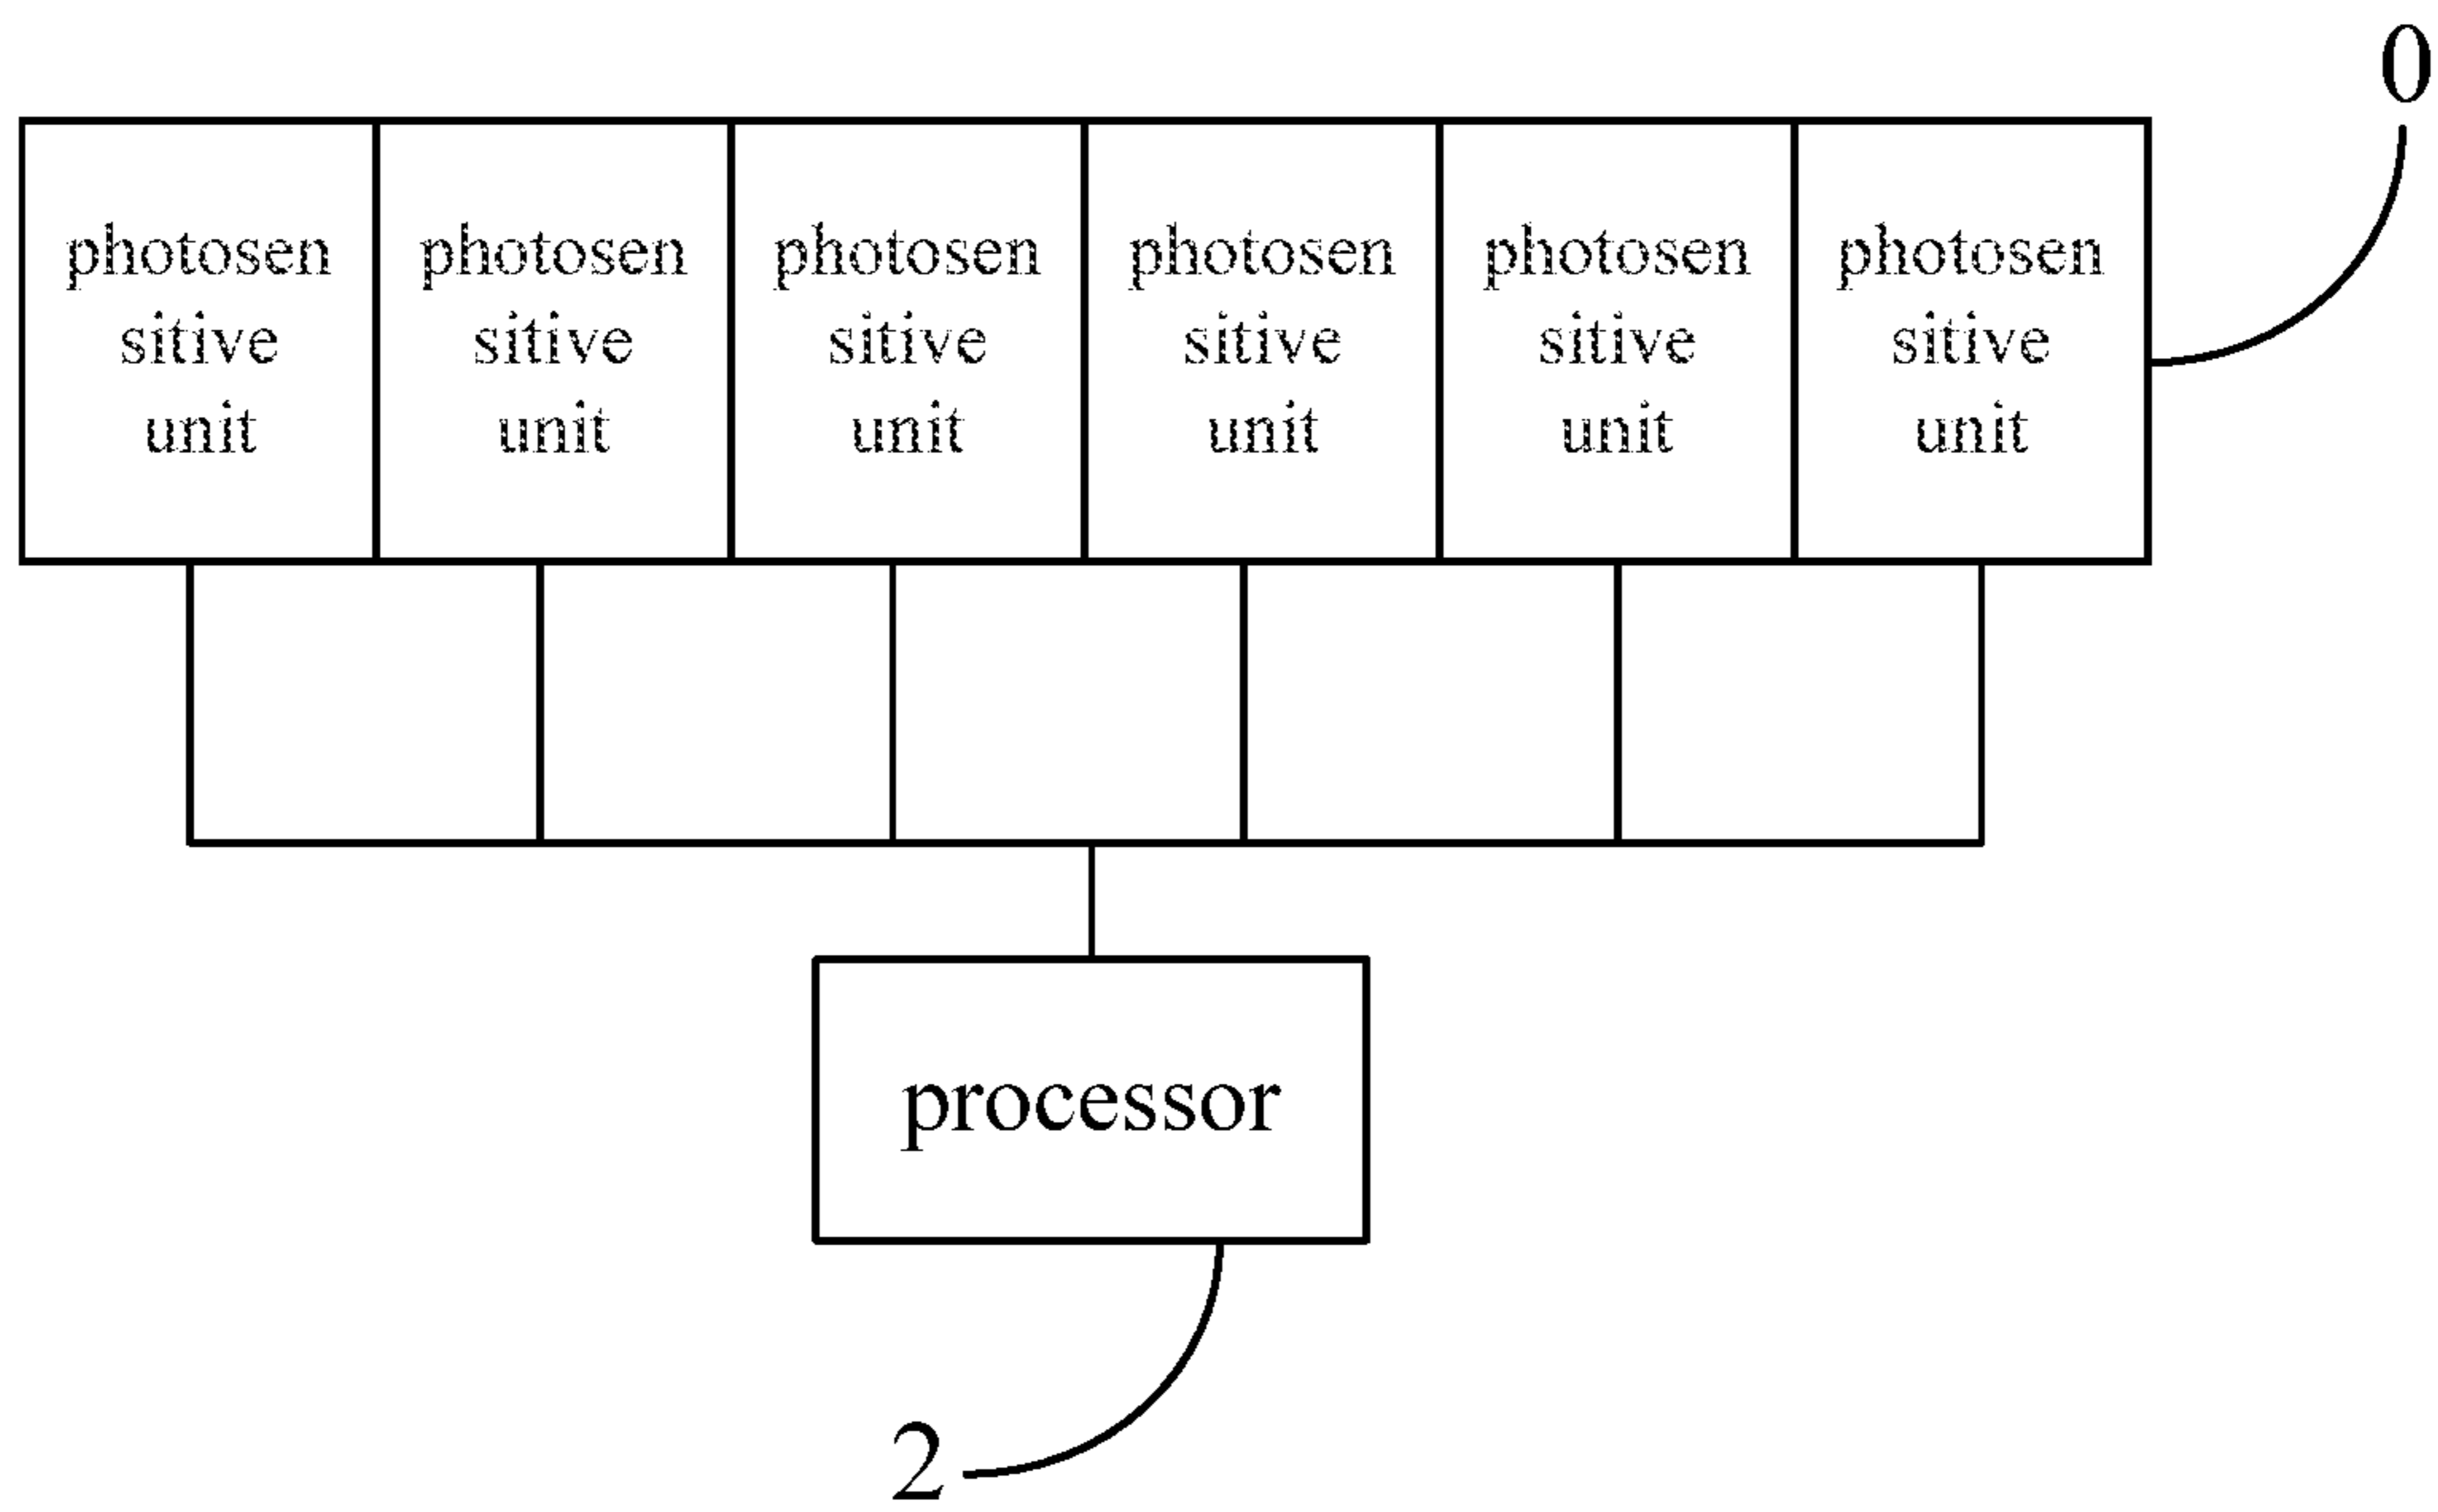 0
photosen photosen photosen photosen photosen photosen
sitive sitive sitive sitive sitive sitive
unit unit unit unit unit unit
processor
2